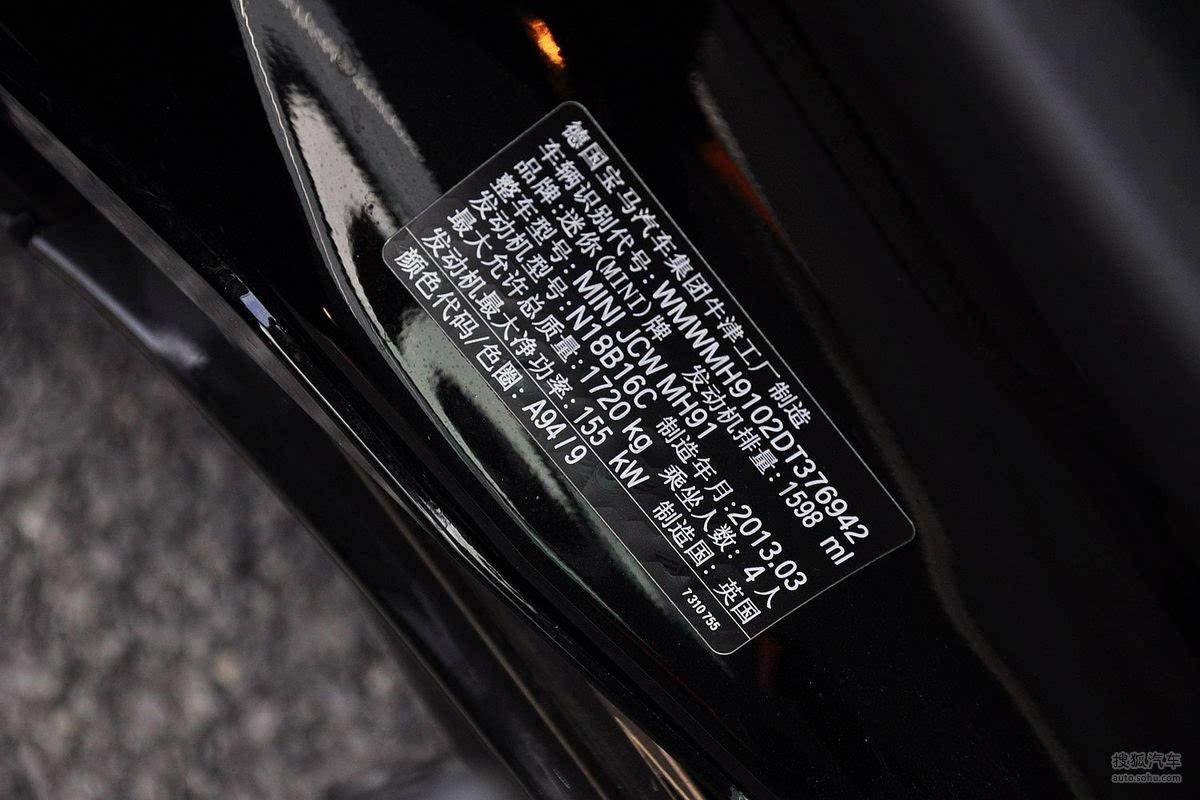 德国宝马汽车集团牛津工厂制造
车辆识别代号: WMWMH9102DT376942
品牌:迷你(MINI)牌 发动机排量: 1598 ml
整车型号: MINI JCW MH91 制造年月:2013.03
发动机型号: N18B16C 乘坐人数: 4人
最大允许总质量: 1720 kg 制造国: 英国
发动机最大净功率: 155 kW
颜色代码/色圈: A94/9
7 310 755
搜狐汽车
auto.sohu.com